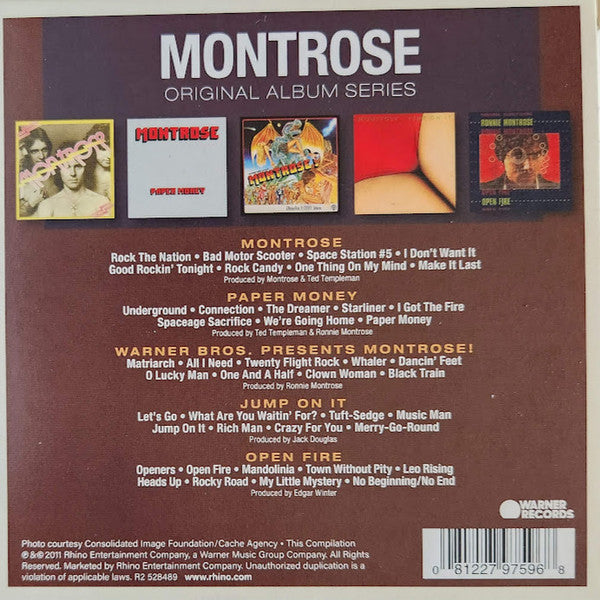 MONTROSE
ORIGINAL ALBUM SERIES
MONTROSE
MONTROSE
PAPER MONEY
MONTROSE!
RONNIE MONTROSE
OPEN FIRE
MONTROSE
Rock The Nation • Bad Motor Scooter • Space Station #5 • I Don't Want It
Good Rockin' Tonight • Rock Candy • One Thing On My Mind • Make It Last
Produced by Montrose & Ted Templeman
PAPER MONEY
Underground • Connection • The Dreamer • Starliner • I Got The Fire
Spaceage Sacrifice • We're Going Home • Paper Money
Produced by Ted Templeman & Ronnie Montrose
WARNER BROS. PRESENTS MONTROSE!
Matriarch • All I Need • Twenty Flight Rock • Whaler • Dancin' Feet
O Lucky Man • One And A Half • Clown Woman • Black Train
Produced by Ronnie Montrose
JUMP ON IT
Let's Go • What Are You Waitin' For? • Tuft-Sedge • Music Man
Jump On It • Rich Man • Crazy For You • Merry-Go-Round
Produced by Jack Douglas
OPEN FIRE
Openers • Open Fire • Mandolinia • Town Without Pity • Leo Rising
Heads Up • Rocky Road • My Little Mystery • No Beginning/No End
Produced by Edgar Winter
WARNER
RECORDS
Photo courtesy Consolidated Image Foundation/Cache Agency • This Compilation
℗ &© 2011 Rhino Entertainment Company, a Warner Music Group Company. All Rights
Reserved. Marketed by Rhino Entertainment Company. Unauthorized duplication is a
violation of applicable laws. R2 528489 www.rhino.com
0 81227 97596 8